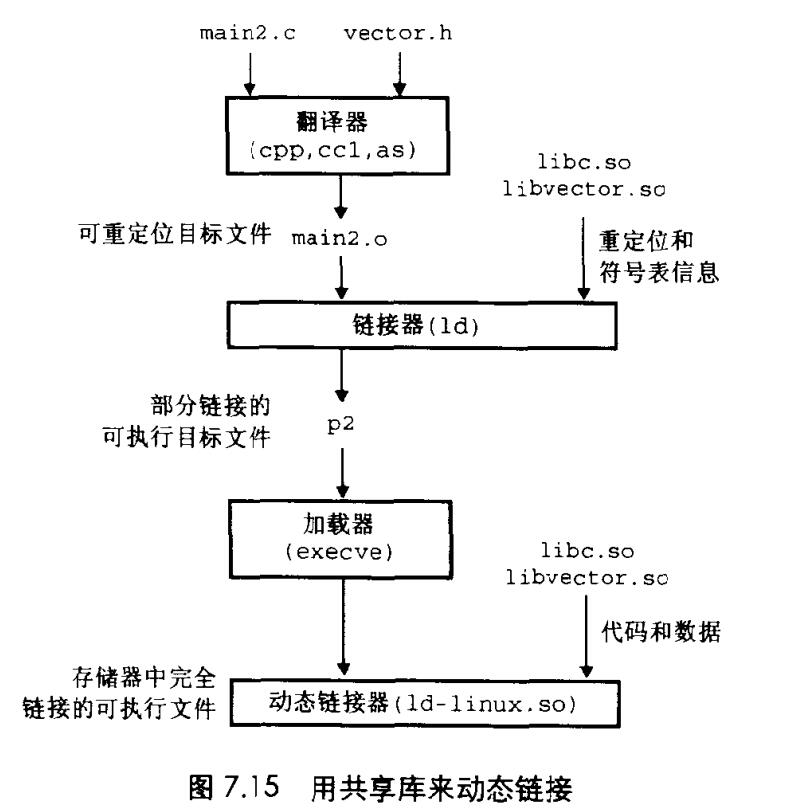 main2.c vector.h
翻译器
(cpp,cc1,as)
libc.so
libvector.so
可重定位目标文件 main2.o
重定位和
符号表信息
链接器(ld)
部分链接的
可执行目标文件
p2
加载器
(execve)
libc.so
libvector.so
代码和数据
存储器中完全
链接的可执行文件
动态链接器(ld-linux.so)
图 7.15 用共享库来动态链接